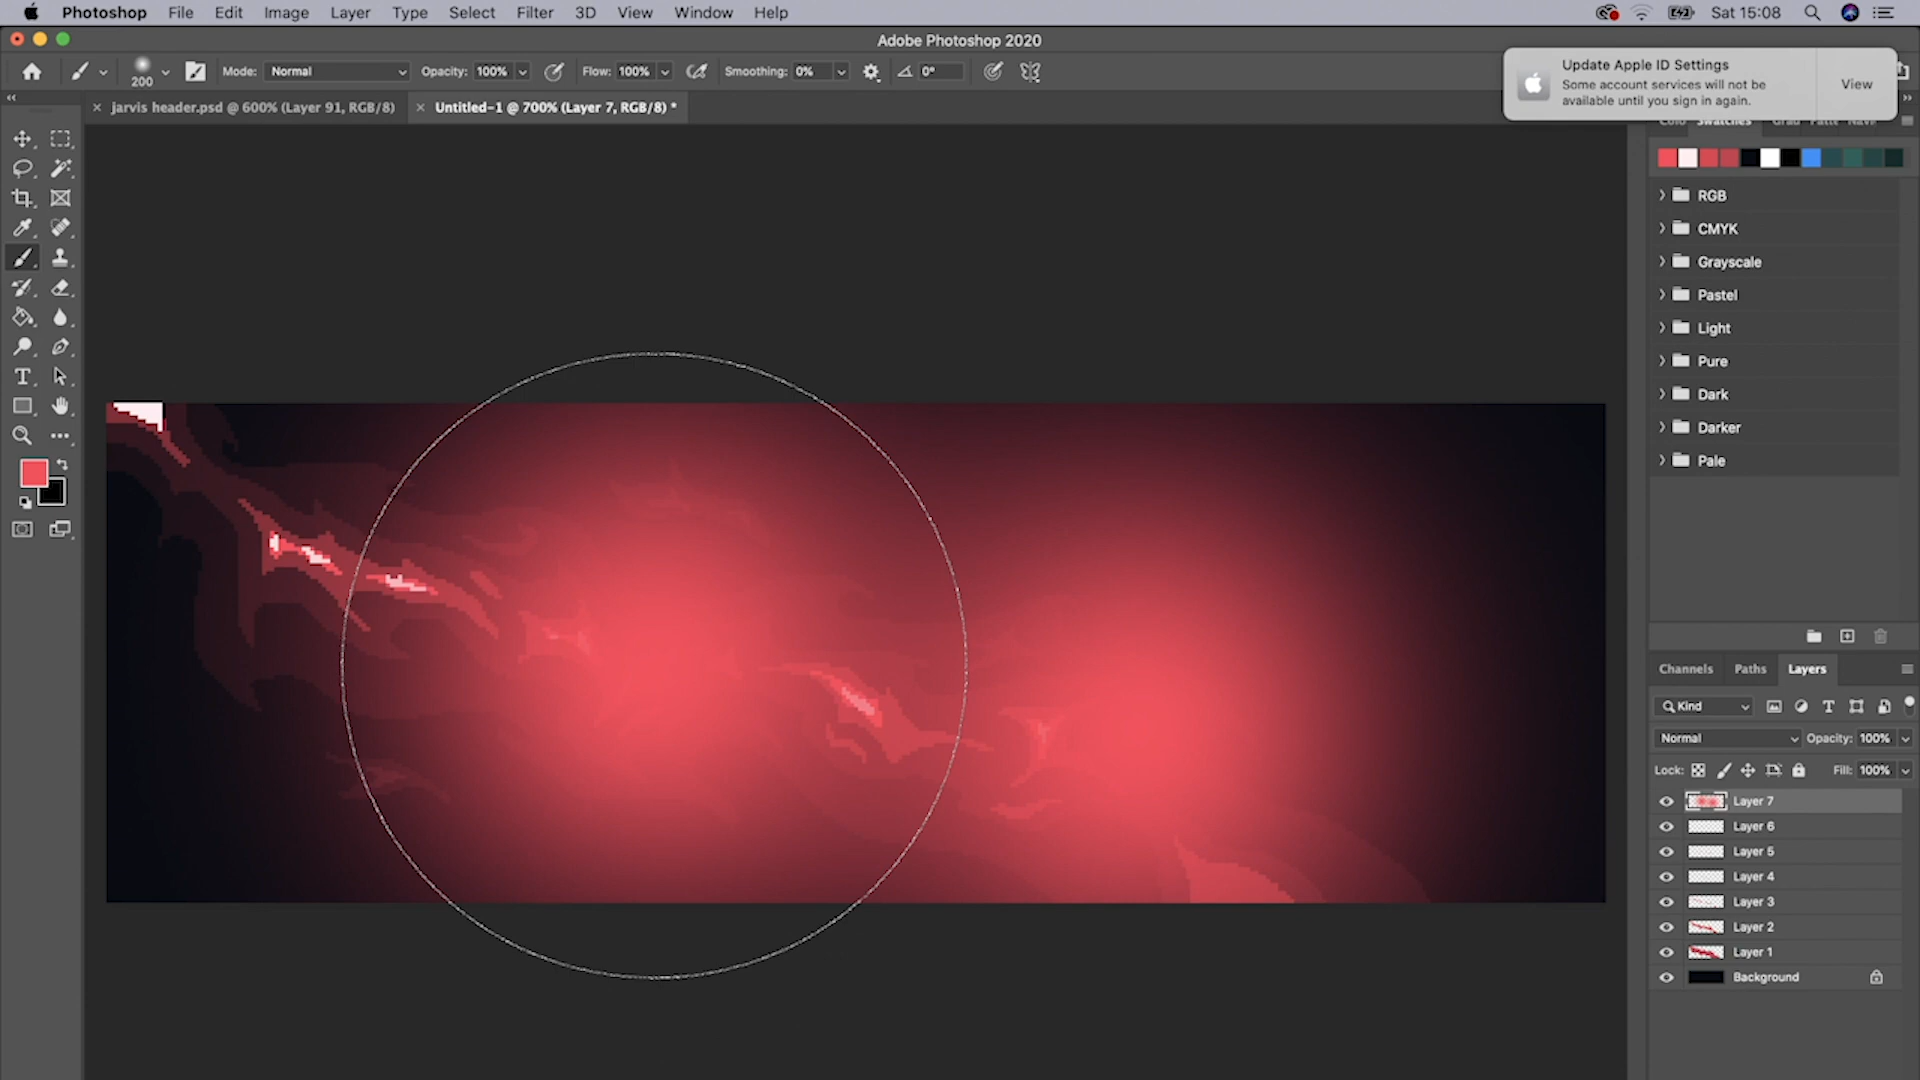 Photoshop File Edit Image Layer Type Select Filter 3D View Window Help Sat 15:08
Adobe Photoshop 2020
200 Mode: Normal Opacity: 100% Flow: 100% Smoothing: 0% 0°
Update Apple ID Settings
Some account services will not be
available until you sign in again.
View
jarvis header.psd @ 600% (Layer 91, RGB/8)
Untitled-1 @ 700% (Layer 7, RGB/8) *
Swatches
RGB
CMYK
Grayscale
Pastel
Light
Pure
Dark
Darker
Pale
Channels Paths Layers
Kind
Normal Opacity: 100%
Lock: Fill: 100%
Layer 7
Layer 6
Layer 5
Layer 4
Layer 3
Layer 2
Layer 1
Background